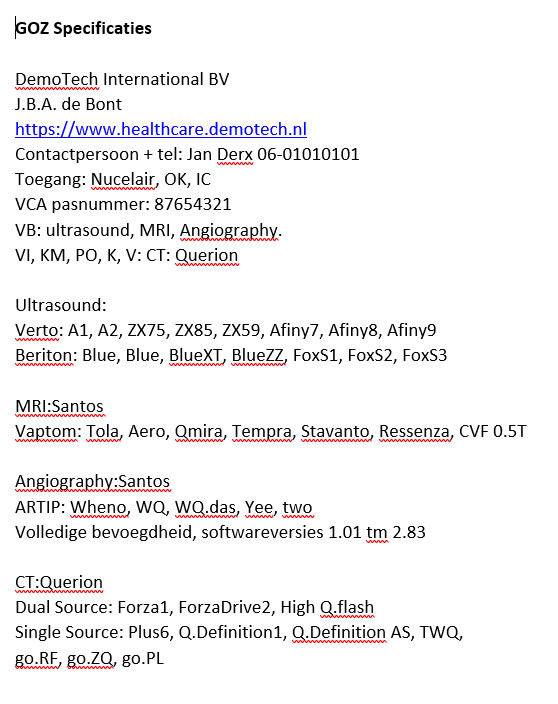 GOZ Specificaties
DemoTech International BV
J.B.A. de Bont
https://www.healthcare.demotech.nl
Contactpersoon + tel: Jan Derx 06-01010101
Toegang: Nucelair, OK, IC
VCA pasnummer: 87654321
VB: ultrasound, MRI, Angiography.
VI, KM, PO, K, V: CT: Querion
Ultrasound:
Verto: A1, A2, ZX75, ZX85, ZX59, Afiny7, Afiny8, Afiny9
Beriton: Blue, Blue, BlueXT, BlueZZ, FoxS1, FoxS2, FoxS3
MRI:Santos
Vaptom: Tola, Aero, Qmira, Tempra, Stavanto, Ressenza, CVF 0.5T
Angiography:Santos
ARTIP: Wheno, WQ, WQ.das, Yee, two
Volledige bevoegdheid, softwareversies 1.01 tm 2.83
CT:Querion
Dual Source: Forza1, ForzaDrive2, High Q.flash
Single Source: Plus6, Q.Definition1, Q.Definition AS, TWQ,
go.RF, go.ZQ, go.PL